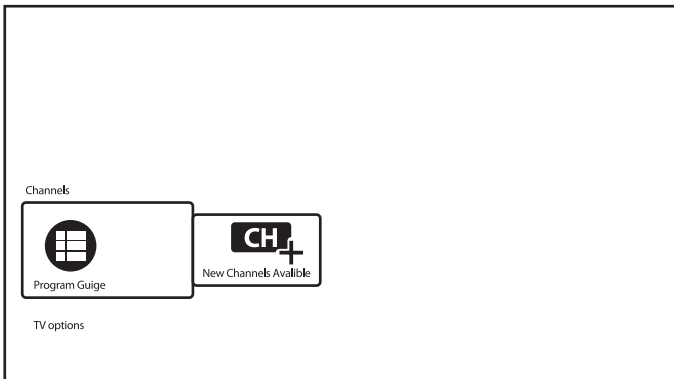 Channels
CH
Program Guige
New Channels Avalible
TV options